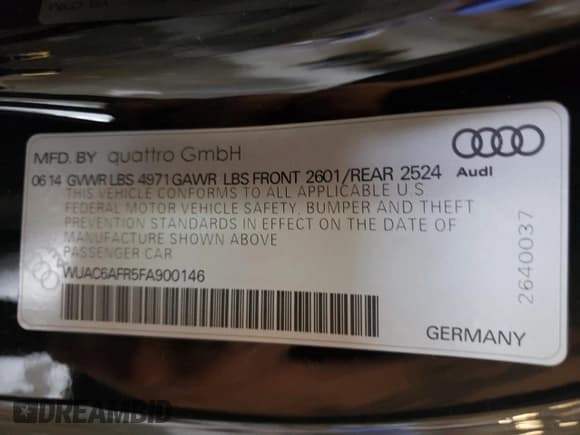 MFD. BY quattro GmbH
06 14 GVWR LBS 4971 GAWR LBS FRONT 2601/REAR 2524
THIS VEHICLE CONFORMS TO ALL APPLICABLE U S
FEDERAL MOTOR VEHICLE SAFETY, BUMPER AND THEFT
PREVENTION STANDARDS IN EFFECT ON THE DATE OF
MANUFACTURE SHOWN ABOVE
PASSENGER CAR
WUAC6AFR5FA900146
Audi
2640037
GERMANY
DREAMBID